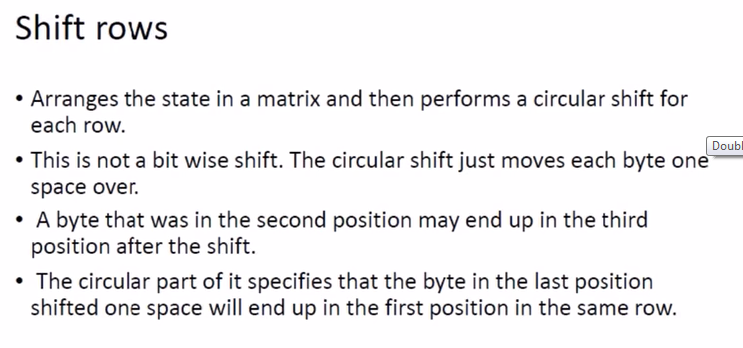 Shift rows
• Arranges the state in a matrix and then performs a circular shift for
each row.
• This is not a bit wise shift. The circular shift just moves each byte one
space over.
• A byte that was in the second position may end up in the third
position after the shift.
• The circular part of it specifies that the byte in the last position
shifted one space will end up in the first position in the same row.
Doubl